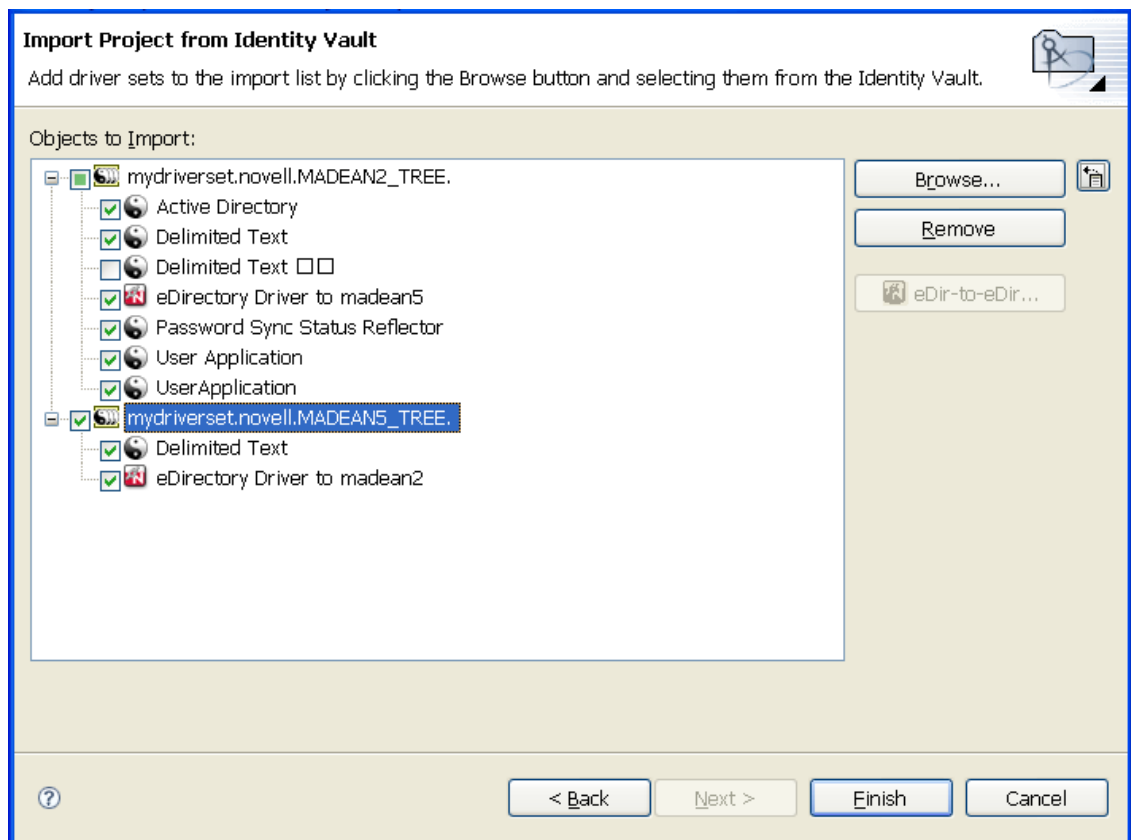 Import Project from Identity Vault
Add driver sets to the import list by clicking the Browse button and selecting them from the Identity Vault.
Objects to Import:
mydriverset.novell.MADEAN2_TREE.
Browse...
Active Directory
Delimited Text
Remove
Delimited Text □□
eDirectory Driver to madean5
eDir-to-eDir...
Password Sync Status Reflector
User Application
UserApplication
mydriverset.novell.MADEAN5_TREE.
Delimited Text
eDirectory Driver to madean2
?
< Back
Next >
Finish
Cancel